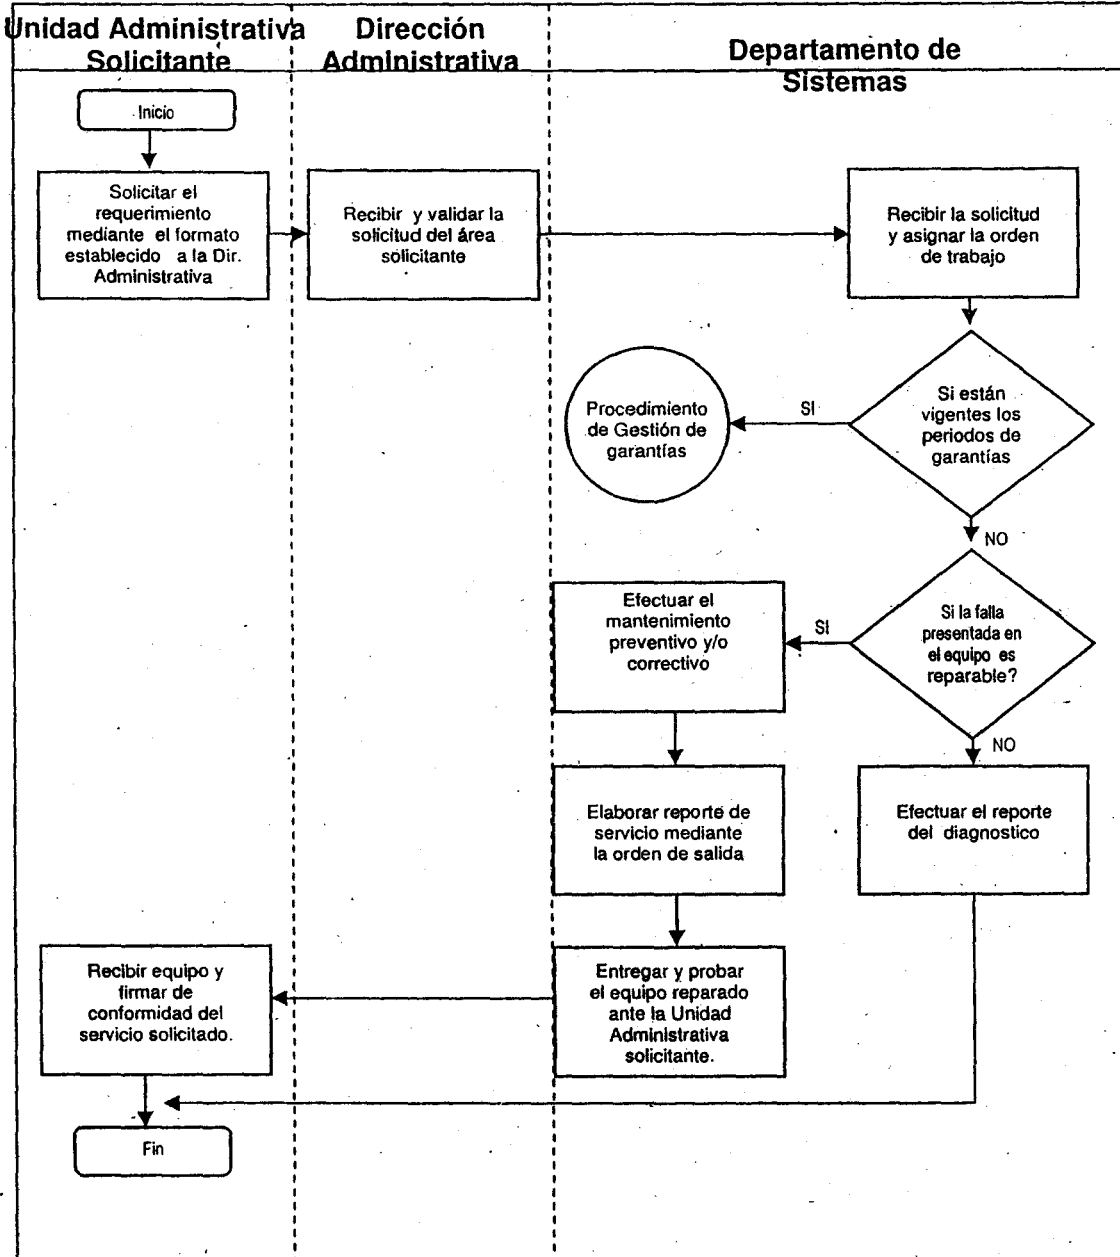 Unidad Administrativa
Solicitante
Dirección
Administrativa
Departamento de
Sistemas
Inicio
Solicitar el
requerimiento
mediante el formato
establecido a la Dir.
Administrativa
Recibir y validar la
solicitud del área
solicitante
Recibir la solicitud
y asignar la orden
de trabajo
Si están
vigentes los
periodos de
garantías
SI
Procedimiento
de Gestión de
garantías
NO
Si la falla
presentada en
el equipo es
reparable?
SI
Efectuar el
mantenimiento
preventivo y/o
correctivo
NO
Elaborar reporte de
servicio mediante
la orden de salida
Efectuar el reporte
del diagnostico
Entregar y probar
el equipo reparado
ante la Unidad
Administrativa
solicitante.
Recibir equipo y
firmar de
conformidad del
servicio solicitado.
Fin